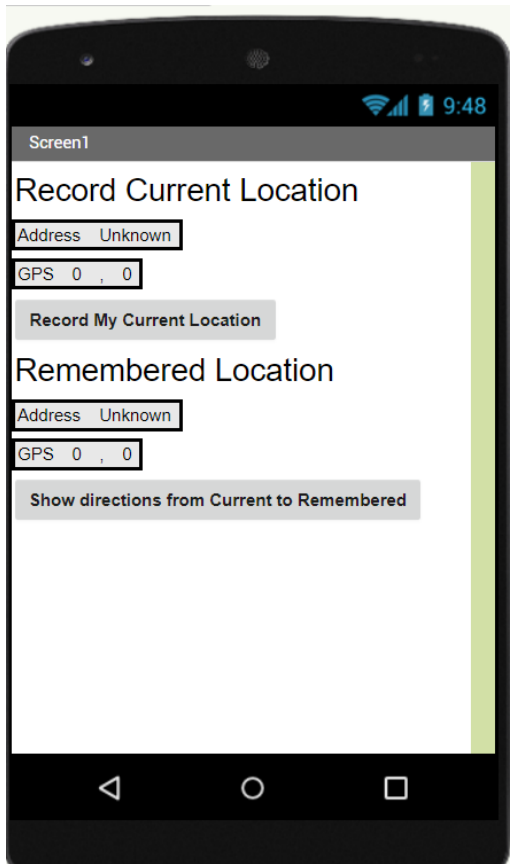 9:48
Screen1
Record Current Location
Address Unknown
GPS 0 , 0
Record My Current Location
Remembered Location
Address Unknown
GPS 0 , 0
Show directions from Current to Remembered